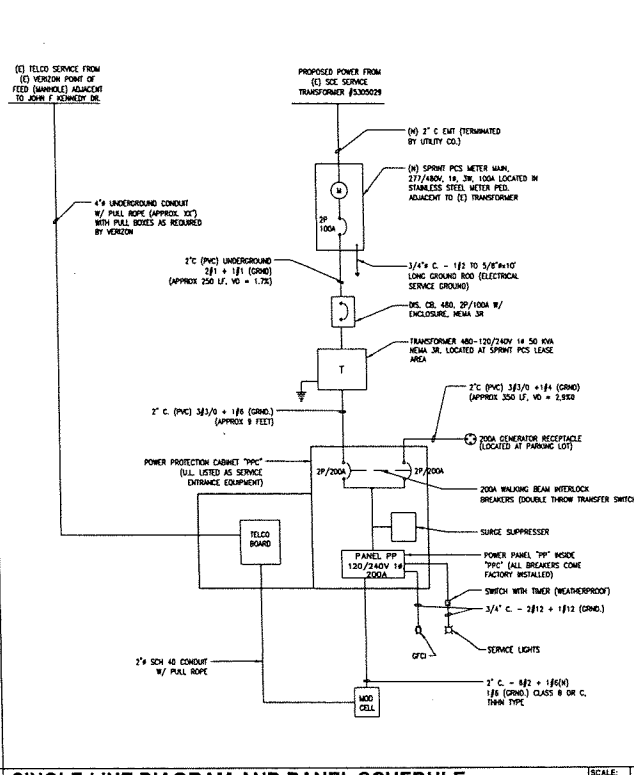 (E) TELCO SERVICE FROM
(E) VERIZON POINT OF
FEED (MANHOLE) ADJACENT
TO JOHN F KENNEDY DR.
PROPOSED POWER FROM
(E) SCE SERVICE
TRANSFORMER #5305029
(N) 2" C EMT (TERMINATED
BY UTILITY CO.)
(N) SPRINT PCS METER MAIN,
277/480V, 1ø, 3W, 100A LOCATED IN
STAINLESS STEEL METER PED.
ADJACENT TO (E) TRANSFORMER
M
2P
100A
4"ø UNDERGROUND CONDUIT
W/ PULL ROPE (APPROX. XX')
WITH PULL BOXES AS REQUIRED
BY VERIZON
2"C (PVC) UNDERGROUND
2#1 + 1#1 (GRND)
(APPROX 250 LF, VD = 1.7%)
3/4"ø C. - 1#2 TO 5/8"øx10'
LONG GROUND ROD (ELECTRICAL
SERVICE GROUND)
DIS. CB, 480, 2P/100A W/
ENCLOSURE, NEMA 3R
TRANSFORMER 480-120/240V 1ø 50 KVA
NEMA 3R, LOCATED AT SPRINT PCS LEASE
AREA
T
2" C. (PVC) 3#3/0 + 1#6 (GRND.)
(APPROX 9 FEET)
2"C (PVC) 3#3/0 +1#4 (GRND)
(APPROX 350 LF, VD = 2.9%)
200A GENERATOR RECEPTACLE
(LOCATED AT PARKING LOT)
POWER PROTECTION CABINET "PPC"
(U.L. LISTED AS SERVICE
ENTRANCE EQUIPMENT)
2P/200A
2P/200A
200A WALKING BEAM INTERLOCK
BREAKERS (DOUBLE THROW TRANSFER SWITCH
SURGE SUPPRESSER
TELCO
BOARD
PANEL PP
120/240V 1ø
200A
POWER PANEL "PP" INSIDE
"PPC" (ALL BREAKERS COME
FACTORY INSTALLED)
SWITCH WITH TIMER (WEATHERPROOF)
3/4" C. - 2#12 + 1#12 (GRND.)
GFCI
SERVICE LIGHTS
2"ø SCH 40 CONDUIT
W/ PULL ROPE
2" C. - 6#2 + 1#6(N)
1#6 (GRND.) CLASS B OR C,
THHN TYPE
MOD
CELL
SINGLE LINE DIAGRAM AND PANEL SCHEDULE
SCALE: